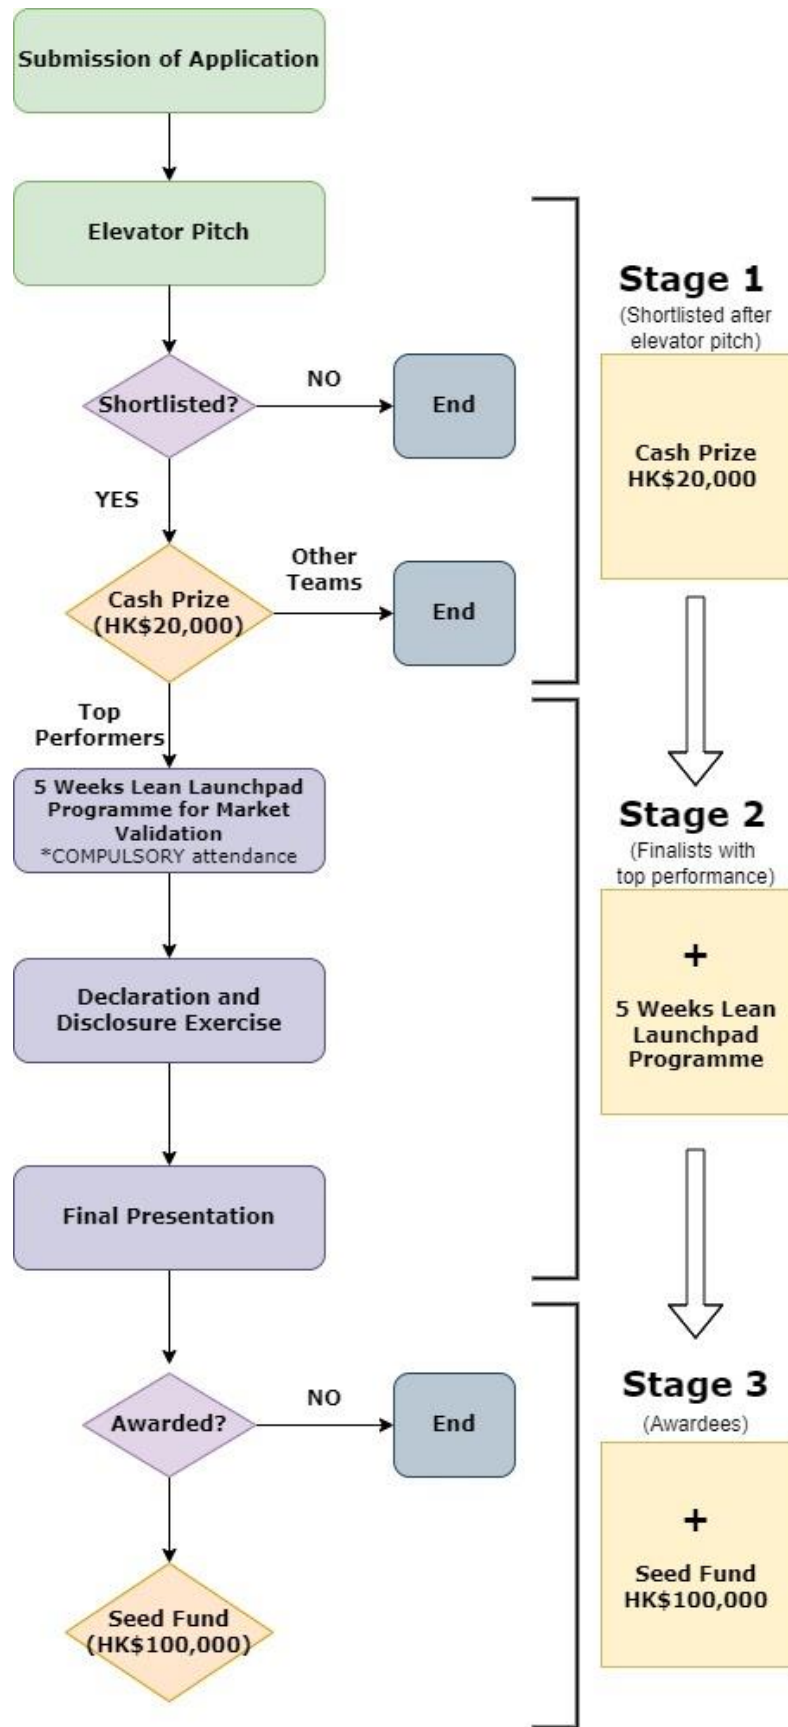 Submission of Application
Elevator Pitch
Shortlisted?
NO
End
YES
Cash Prize
(HK$20,000)
Other
Teams
End
Top
Performers
5 Weeks Lean Launchpad
Programme for Market
Validation
*COMPULSORY attendance
Declaration and
Disclosure Exercise
Final Presentation
Awarded?
NO
End
Seed Fund
(HK$100,000)
Stage 1
(Shortlisted after
elevator pitch)
Cash Prize
HK$20,000
Stage 2
(Finalists with
top performance)
+
5 Weeks Lean
Launchpad
Programme
Stage 3
(Awardees)
+
Seed Fund
HK$100,000